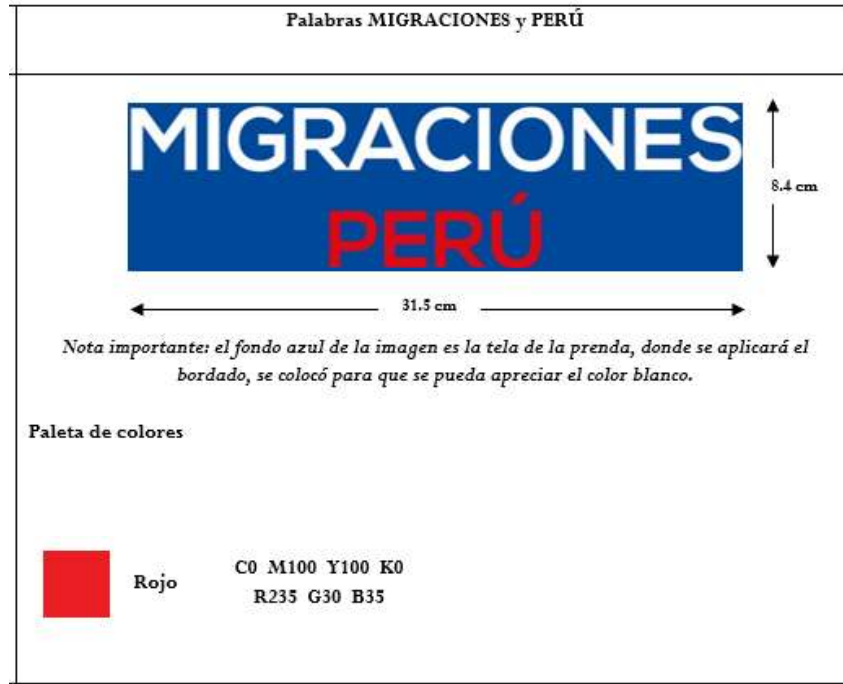 Palabras MIGRACIONES y PERÚ
MIGRACIONES
PERÚ
8.4 cm
31.5 cm
Nota importante: el fondo azul de la imagen es la tela de la prenda, donde se aplicará el
bordado, se colocó para que se pueda apreciar el color blanco.
Paleta de colores
Rojo
C0 M100 Y100 K0
R235 G30 B35